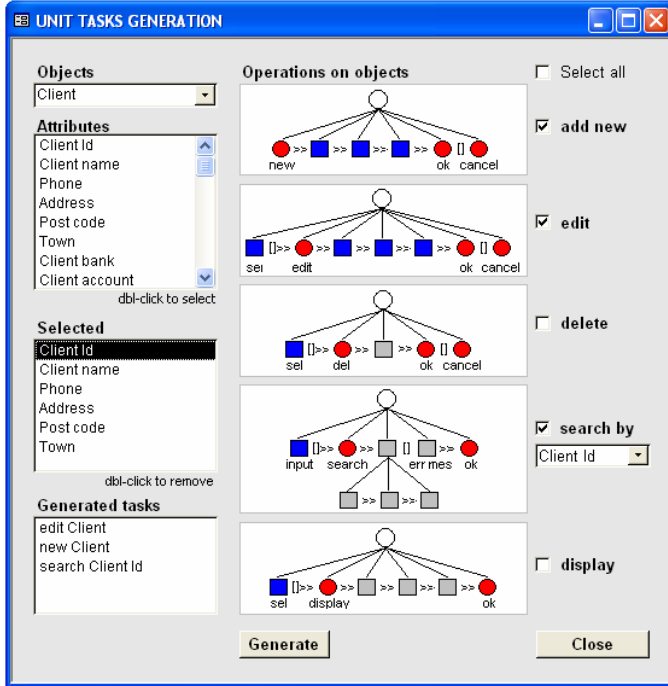 UNIT TASKS GENERATION
Objects
Client
Attributes
Client Id
Client name
Phone
Address
Post code
Town
Client bank
Client account
dbl-click to select
Selected
Client Id
Client name
Phone
Address
Post code
Town
dbl-click to remove
Generated tasks
edit Client
new Client
search Client Id
Operations on objects
>> >> >> >> []
new ok cancel
[]>> >> >> >> >> []
sel edit ok cancel
[]>> >> >> []
sel del ok cancel
[]>> >> [] >>
input search err mes ok
>> >>
[]>> >> >> >> >>
sel display ok
Generate
Select all
add new
edit
delete
search by
Client Id
display
Close